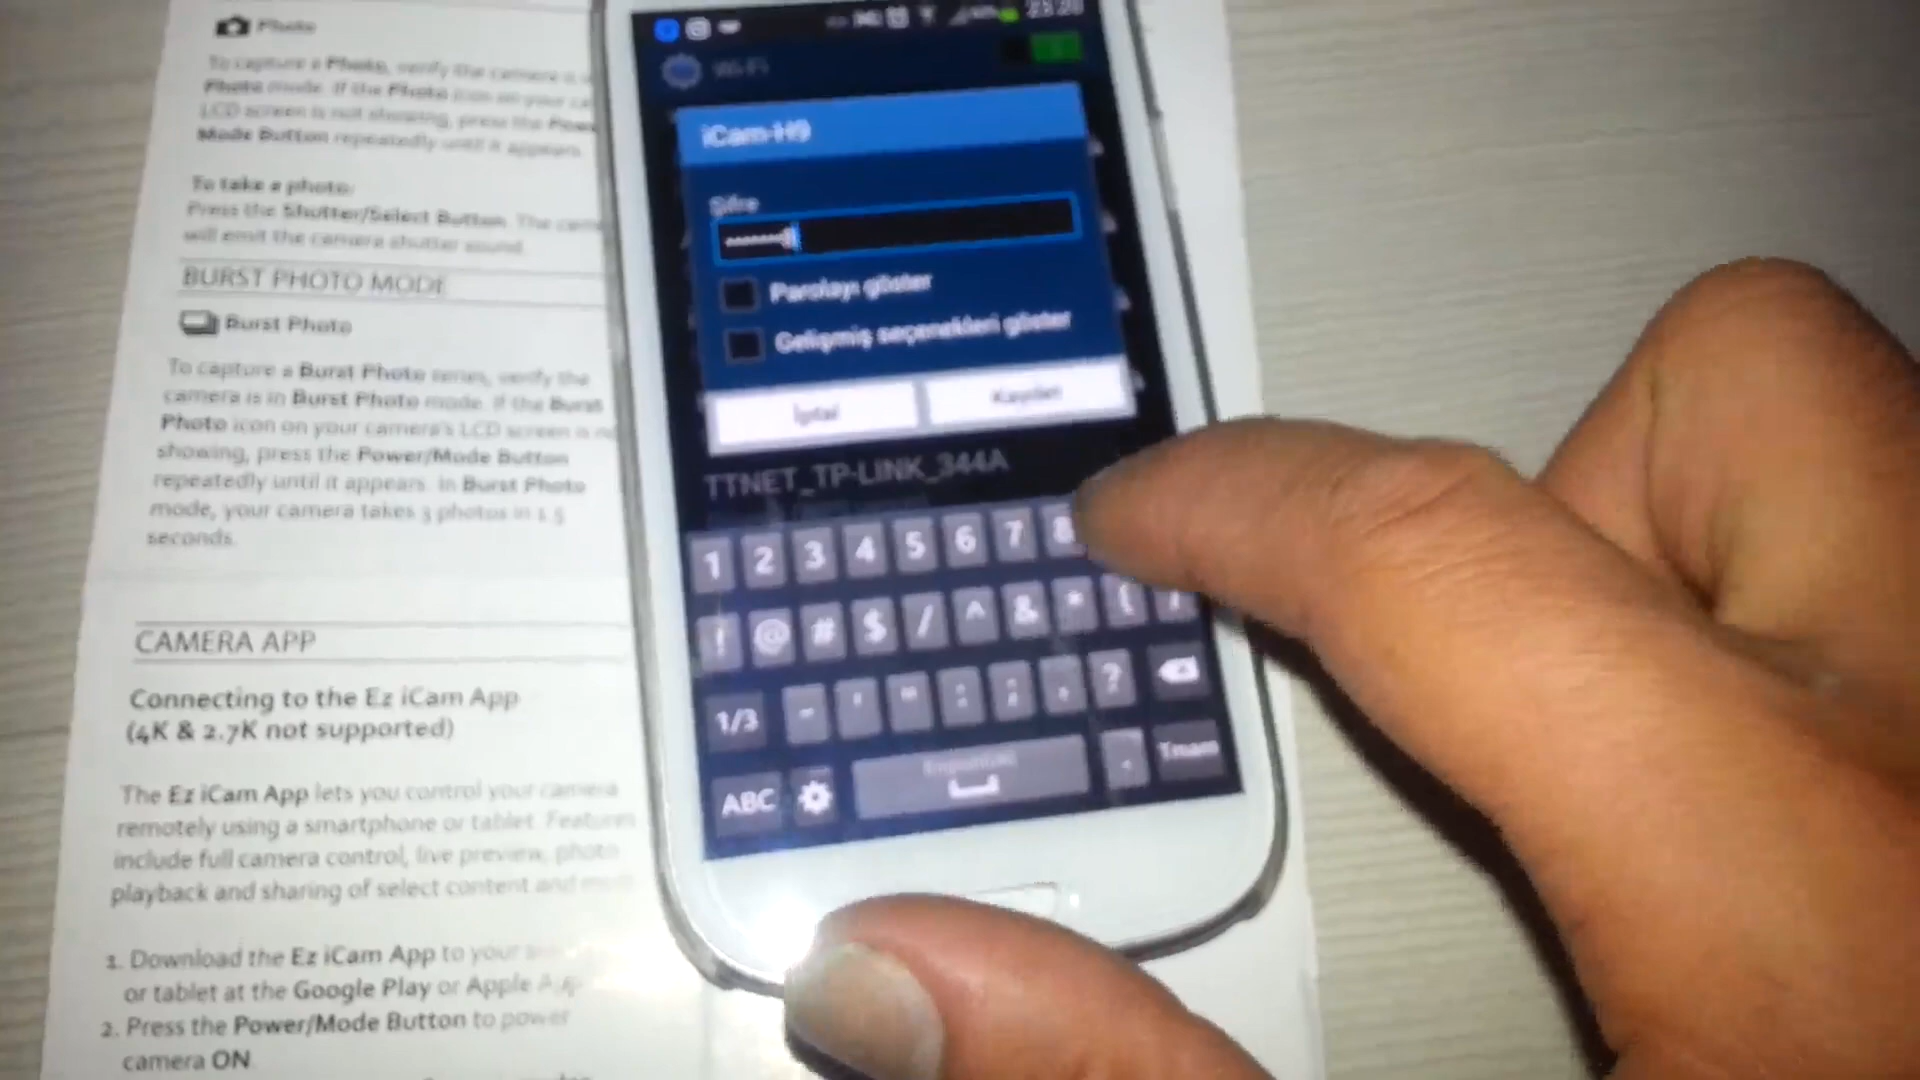 Photo
To capture a Photo, verify the camera is
Photo mode. If the Photo icon on your
LCD screen is not showing, press the
Mode Button repeatedly until it appears.
To take a photo:
Press the Shutter/Select Button. The
will emit the camera shutter sound.
BURST PHOTO MODE
Burst Photo
To capture a Burst Photo series, verify the
camera is in Burst Photo mode. If the Burst
Photo icon on your camera's LCD screen is
showing, press the Power/Mode Button
repeatedly until it appears. In Burst Photo
mode, your camera takes 3 photos in 1.5
seconds.
CAMERA APP
Connecting to the Ez iCam App
(4K & 2.7K not supported)
The Ez iCam App lets you control your camera
remotely using a smartphone or tablet. Features
include full camera control, live preview, photo
playback and sharing of select content and
1. Download the Ez iCam App to your
or tablet at the Google Play or Apple App
2. Press the Power/Mode Button to power
camera ON.
23:20
Wi-Fi
iCam-H9
Şifre
Parolayı göster
Gelişmiş seçenekleri göster
İptal Kaydet
TTNET_TP-LINK_344A
1 2 3 4 5 6 7 8
! @ # $ / ^ & * ( )
1/3 - ' " : ; , ?
ABC . Tmam